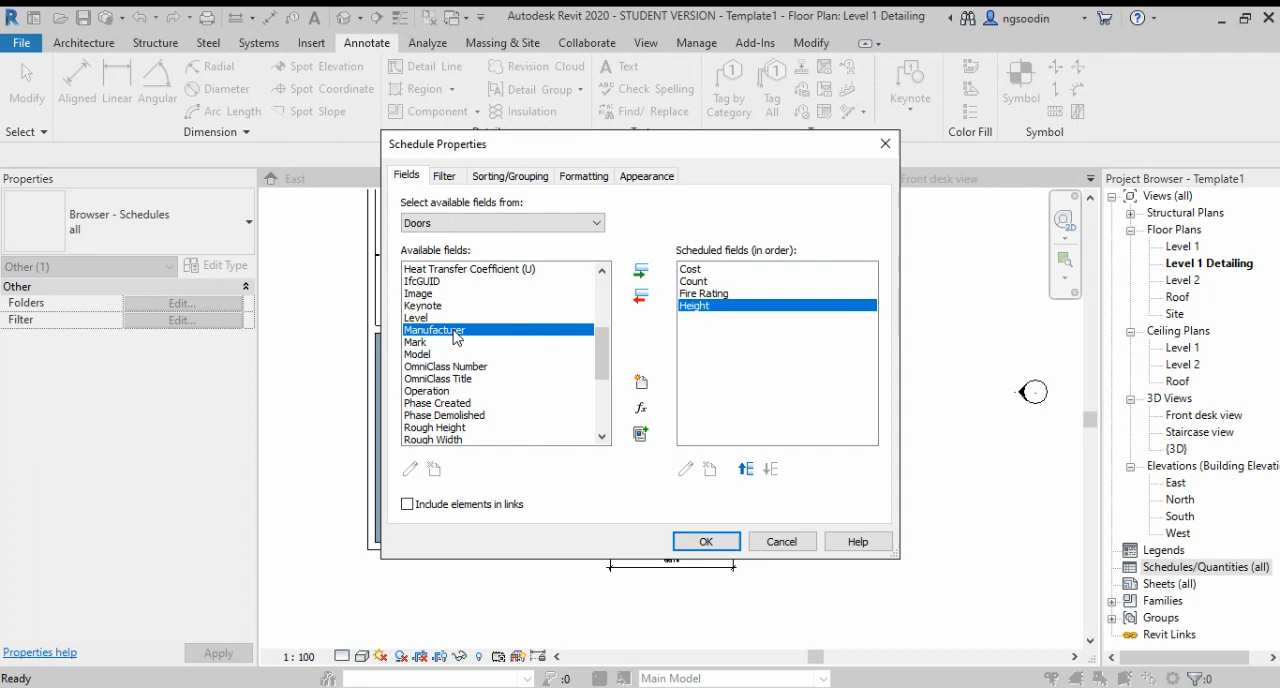 Autodesk Revit 2020 - STUDENT VERSION - Template1 - Floor Plan: Level 1 Detailing
ngsoodin
File Architecture Structure Steel Systems Insert Annotate Analyze Massing & Site Collaborate View Manage Add-Ins Modify
Modify
Aligned Linear Angular
Radial
Diameter
Arc Length
Spot Elevation
Spot Coordinate
Spot Slope
Detail Line
Region
Component
Revision Cloud
Detail Group
Insulation
A Text
Check Spelling
Find/ Replace
Tag by Category
Tag All
Keynote
Symbol
Select
Dimension
Color Fill
Symbol
Properties
East
Front desk view
Project Browser - Template1
Browser - Schedules
all
Other (1)
Edit Type
Other
Folders Edit...
Filter Edit...
Properties help
Apply
Schedule Properties
Fields Filter Sorting/Grouping Formatting Appearance
Select available fields from:
Doors
Available fields:
Heat Transfer Coefficient (U)
IfcGUID
Image
Keynote
Level
Manufacturer
Mark
Model
OmniClass Number
OmniClass Title
Operation
Phase Created
Phase Demolished
Rough Height
Rough Width
Scheduled fields (in order):
Cost
Count
Fire Rating
Height
fx
Include elements in links
OK Cancel Help
2D
Views (all)
Structural Plans
Floor Plans
Level 1
Level 1 Detailing
Level 2
Roof
Site
Ceiling Plans
Level 1
Level 2
Roof
3D Views
Front desk view
Staircase view
{3D}
Elevations (Building Elevati
East
North
South
West
Legends
Schedules/Quantities (all)
Sheets (all)
Families
Groups
Revit Links
1 : 100
Ready
:0
Main Model
:0